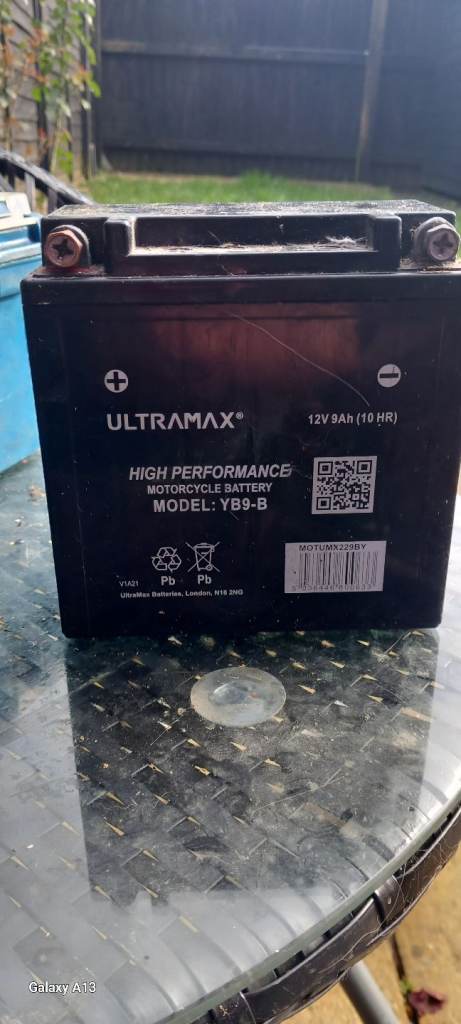 ULTRAMAX®
12V 9Ah (10 HR)
HIGH PERFORMANCE
MOTORCYCLE BATTERY
MODEL: YB9-B
MOTUMX229BY
Pb Pb
V1A21
UltraMax Batteries, London, N16 2NG
Galaxy A13